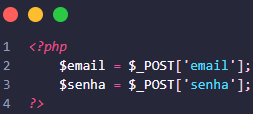 1 <?php
2 $email = $_POST['email'];
3 $senha = $_POST['senha'];
4 ?>